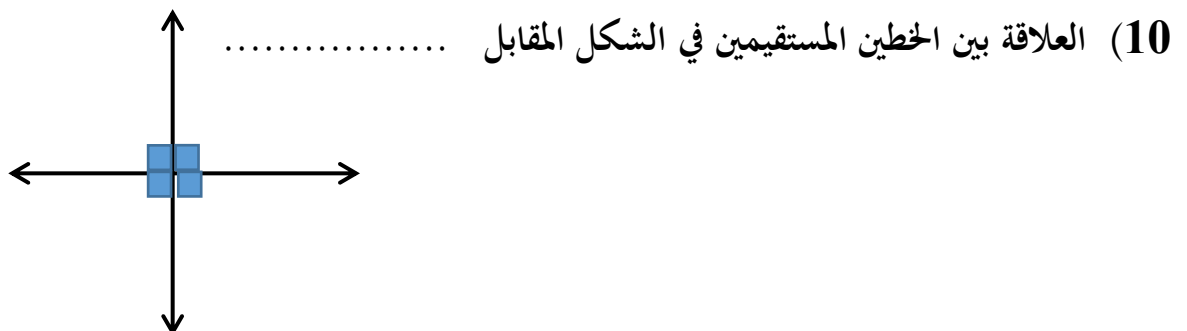 10) العلاقة بين الخطين المستقيمين في الشكل المقابل .................